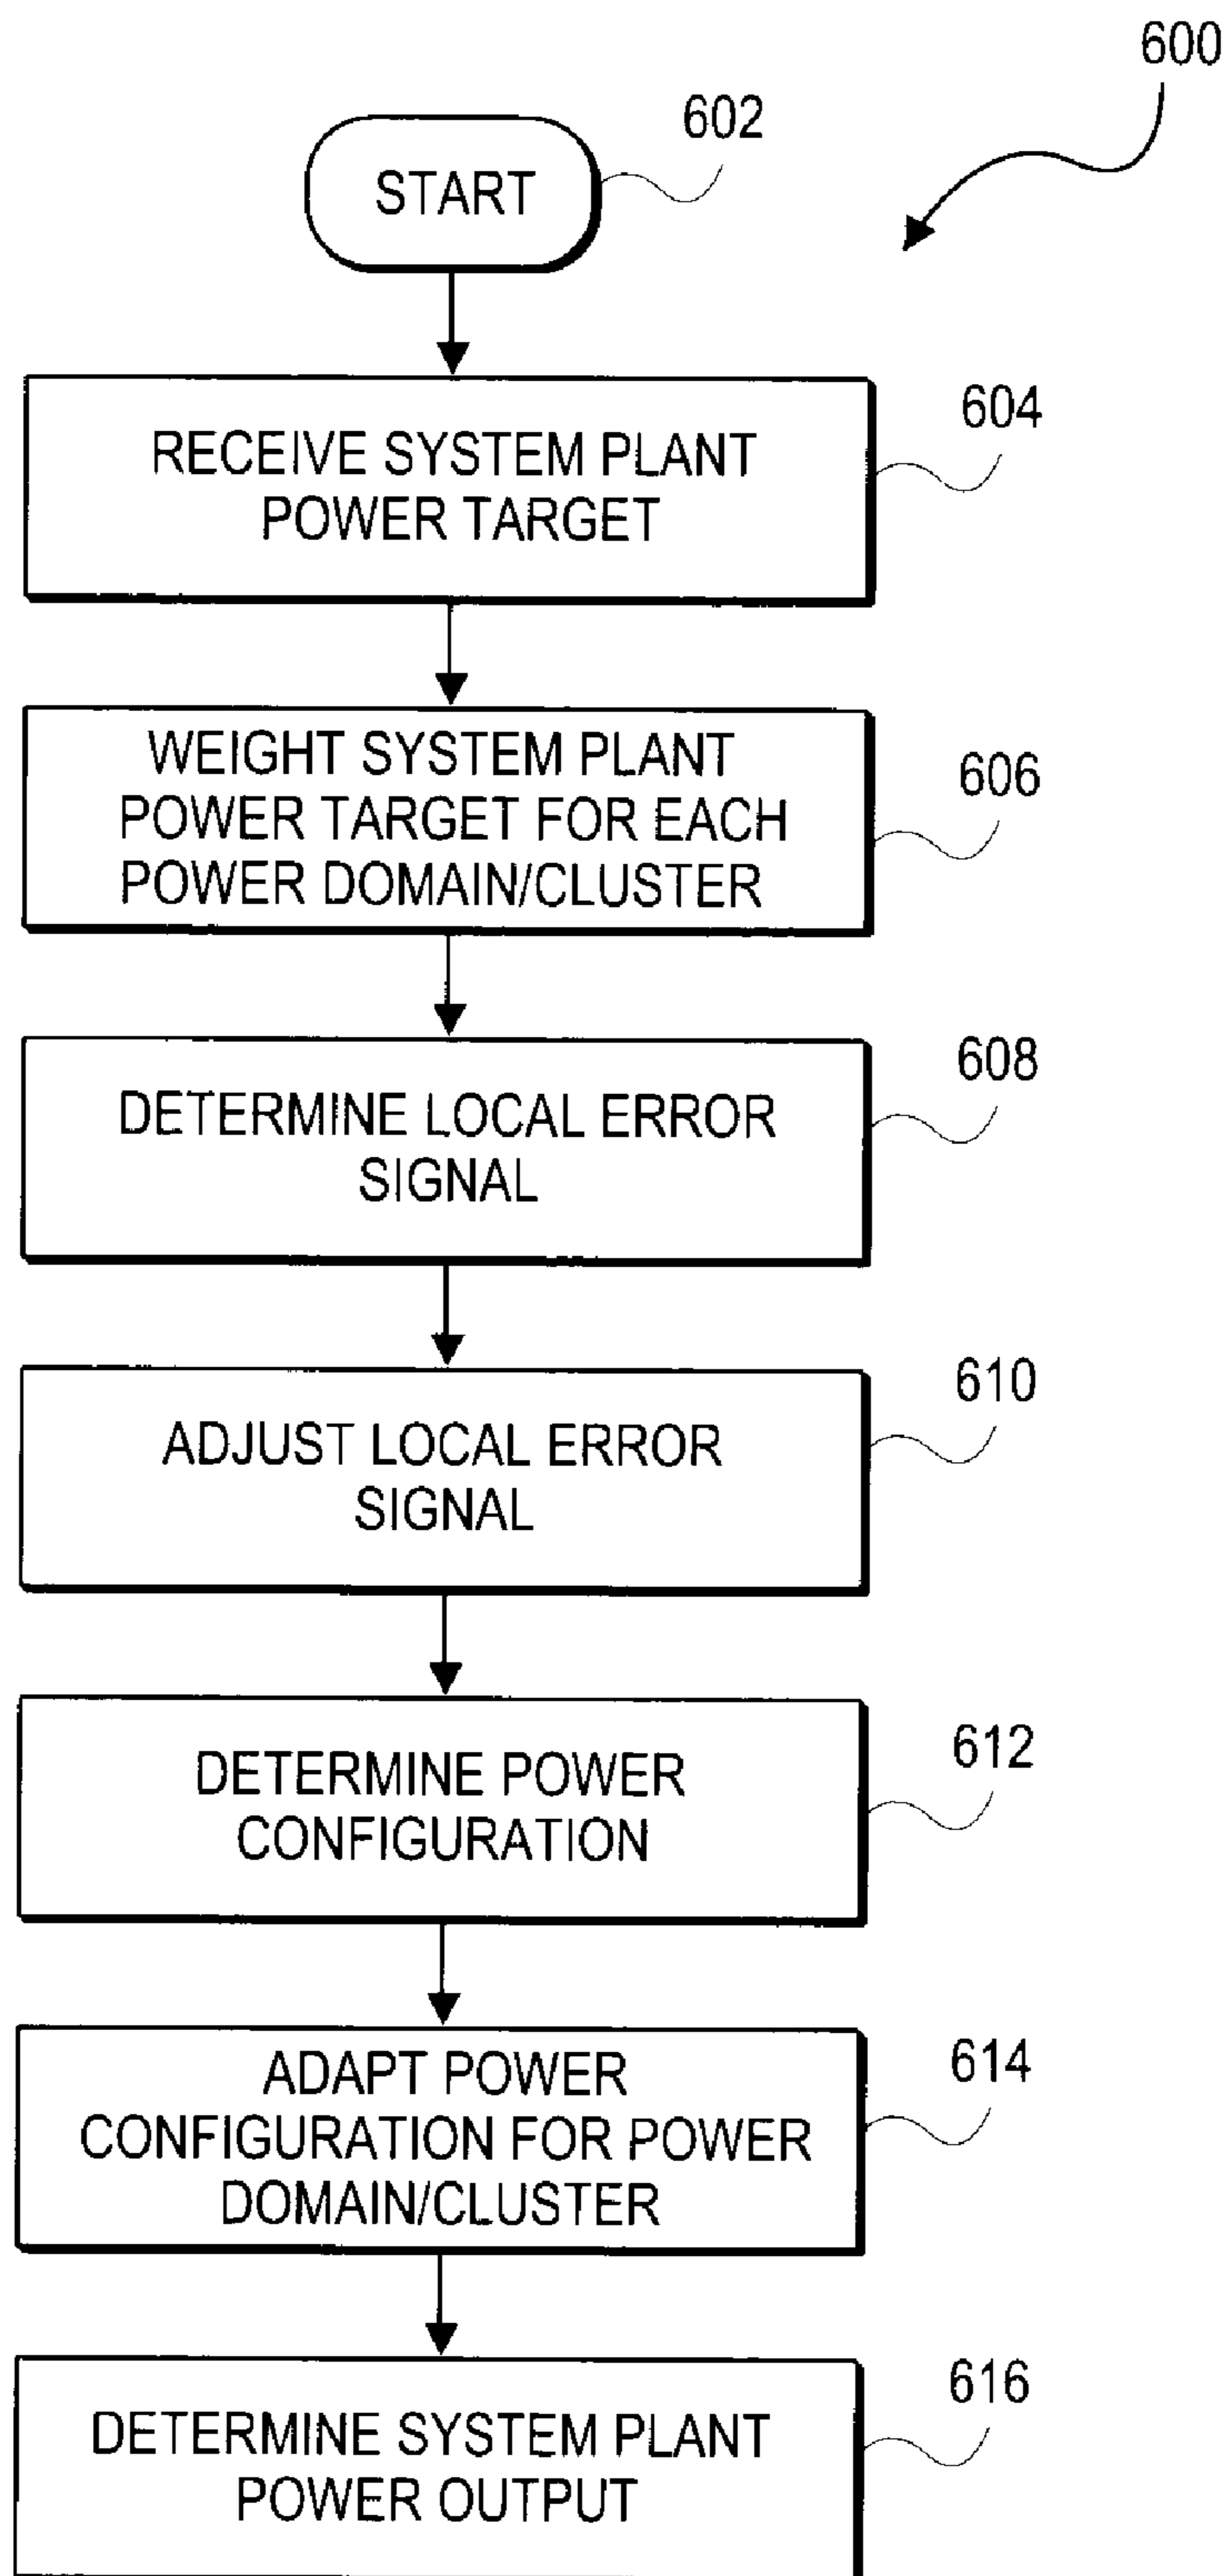 600
602
START
604
RECEIVE SYSTEM PLANT
POWER TARGET
606
WEIGHT SYSTEM PLANT
POWER TARGET FOR EACH
POWER DOMAIN/CLUSTER
608
DETERMINE LOCAL ERROR
SIGNAL
610
ADJUST LOCAL ERROR
SIGNAL
612
DETERMINE POWER
CONFIGURATION
614
ADAPT POWER
CONFIGURATION FOR POWER
DOMAIN/CLUSTER
616
DETERMINE SYSTEM PLANT
POWER OUTPUT